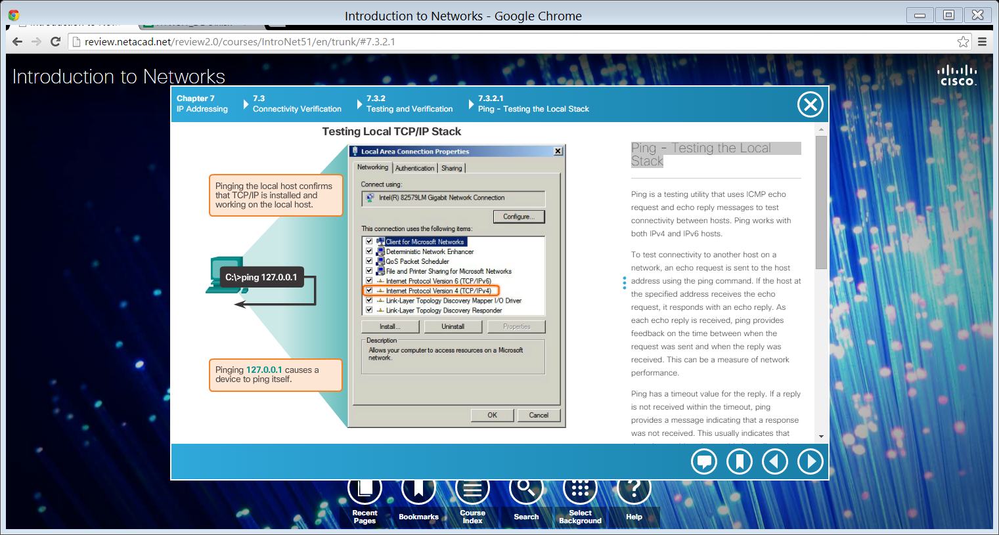 Introduction to Networks - Google Chrome
review.netacad.net/review2.0/courses/IntroNet51/en/trunk/#7.3.2.1
Introduction to Networks
CISCO.
Chapter 7
IP Addressing
7.3
Connectivity Verification
7.3.2
Testing and Verification
7.3.2.1
Ping - Testing the Local Stack
Testing Local TCP/IP Stack
Pinging the local host confirms
that TCP/IP is installed and
working on the local host.
C:\>ping 127.0.0.1
Pinging 127.0.0.1 causes a
device to ping itself.
Local Area Connection Properties
Networking
Authentication
Sharing
Connect using:
Intel(R) 82579LM Gigabit Network Connection
Configure...
This connection uses the following items:
Client for Microsoft Networks
Deterministic Network Enhancer
QoS Packet Scheduler
File and Printer Sharing for Microsoft Networks
Internet Protocol Version 6 (TCP/IPv6)
Internet Protocol Version 4 (TCP/IPv4)
Link-Layer Topology Discovery Mapper I/O Driver
Link-Layer Topology Discovery Responder
Install...
Uninstall
Properties
Description
Allows your computer to access resources on a Microsoft
network.
OK
Cancel
Ping - Testing the Local
Stack
Ping is a testing utility that uses ICMP echo
request and echo reply messages to test
connectivity between hosts. Ping works with
both IPv4 and IPv6 hosts.
To test connectivity to another host on a
network, an echo request is sent to the host
address using the ping command. If the host at
the specified address receives the echo
request, it responds with an echo reply. As
each echo reply is received, ping provides
feedback on the time between when the
request was sent and when the reply was
received. This can be a measure of network
performance.
Ping has a timeout value for the reply. If a reply
is not received within the timeout, ping
provides a message indicating that a response
was not received. This usually indicates that
Recent
Pages
Bookmarks
Course
Index
Search
Select
Background
Help